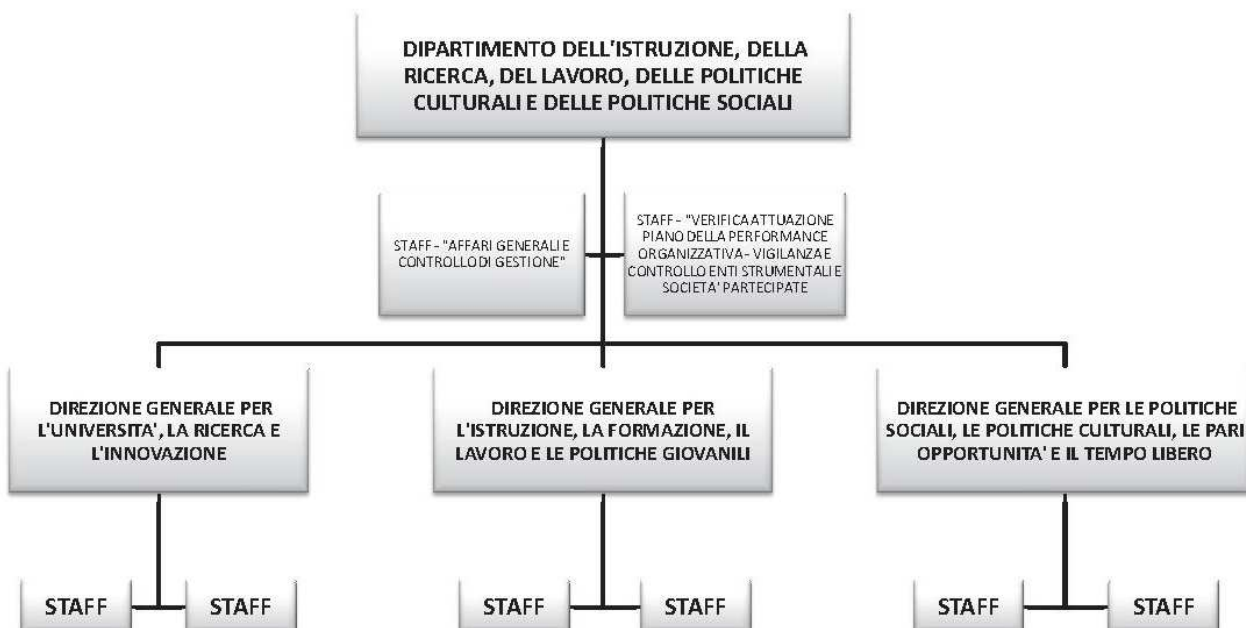 DIPARTIMENTO DELL'ISTRUZIONE, DELLA
RICERCA, DEL LAVORO, DELLE POLITICHE
CULTURALI E DELLE POLITICHE SOCIALI
STAFF - "AFFARI GENERALI E
CONTROLLO DI GESTIONE"
STAFF - "VERIFICA ATTUAZIONE
PIANO DELLA PERFORMANCE
ORGANIZZATIVA - VIGILANZA E
CONTROLLO ENTI STRUMENTALI E
SOCIETA' PARTECIPATE
DIREZIONE GENERALE PER
L'UNIVERSITA', LA RICERCA E
L'INNOVAZIONE
DIREZIONE GENERALE PER
L'ISTRUZIONE, LA FORMAZIONE, IL
LAVORO E LE POLITICHE GIOVANILI
DIREZIONE GENERALE PER LE POLITICHE
SOCIALI, LE POLITICHE CULTURALI, LE PARI
OPPORTUNITA' E IL TEMPO LIBERO
STAFF
STAFF
STAFF
STAFF
STAFF
STAFF